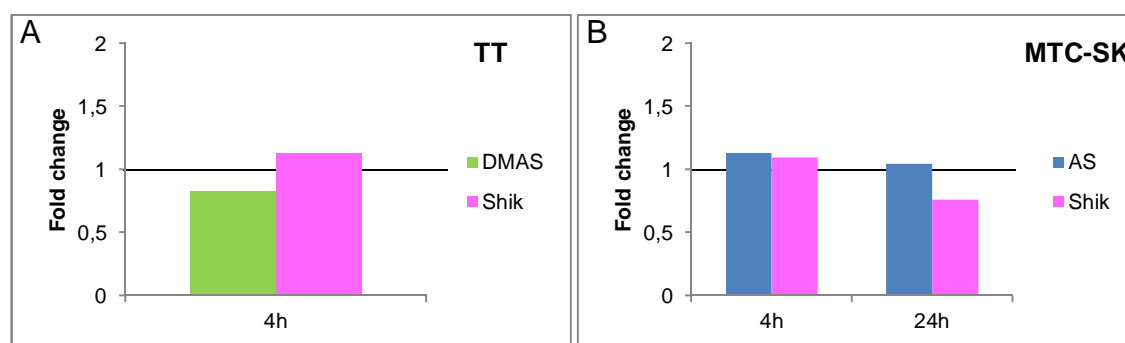 A
TT
Fold change
2
1,5
1
0,5
0
4h
DMAS
Shik
B
MTC-SK
Fold change
2
1,5
1
0,5
0
4h
24h
AS
Shik